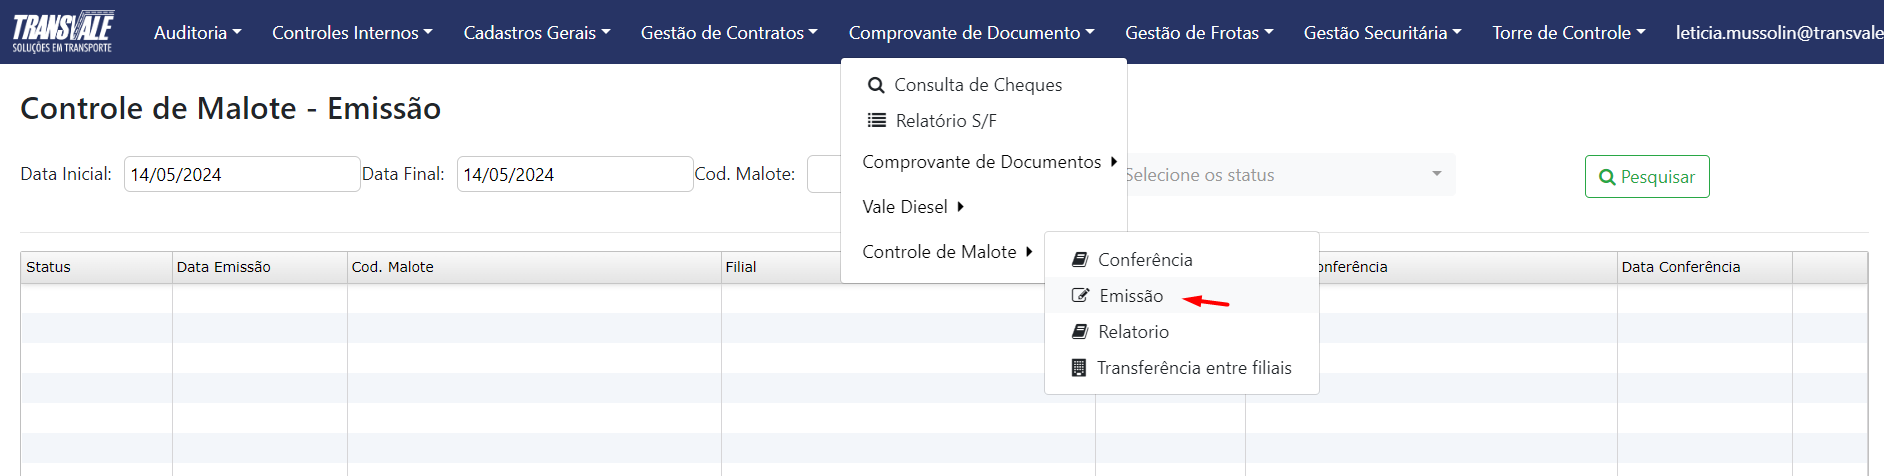 TRANSVALE
SOLUÇÕES EM TRANSPORTE
Auditoria Controles Internos Cadastros Gerais Gestão de Contratos Comprovante de Documento Gestão de Frotas Gestão Securitária Torre de Controle leticia.mussolin@transvale
Consulta de Cheques
Relatório S/F
Comprovante de Documentos
Vale Diesel
Controle de Malote
Conferência
Emissão
Relatorio
Transferência entre filiais
Controle de Malote - Emissão
Data Inicial: 14/05/2024 Data Final: 14/05/2024 Cod. Malote: Selecione os status Pesquisar
Status Data Emissão Cod. Malote Filial onferência Data Conferência